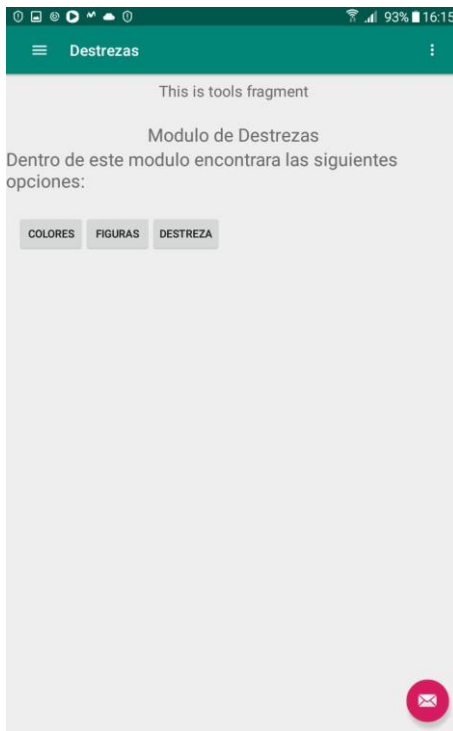 93% 16:15
Destrezas
This is tools fragment
Modulo de Destrezas
Dentro de este modulo encontrara las siguientes
opciones:
COLORES FIGURAS DESTREZA